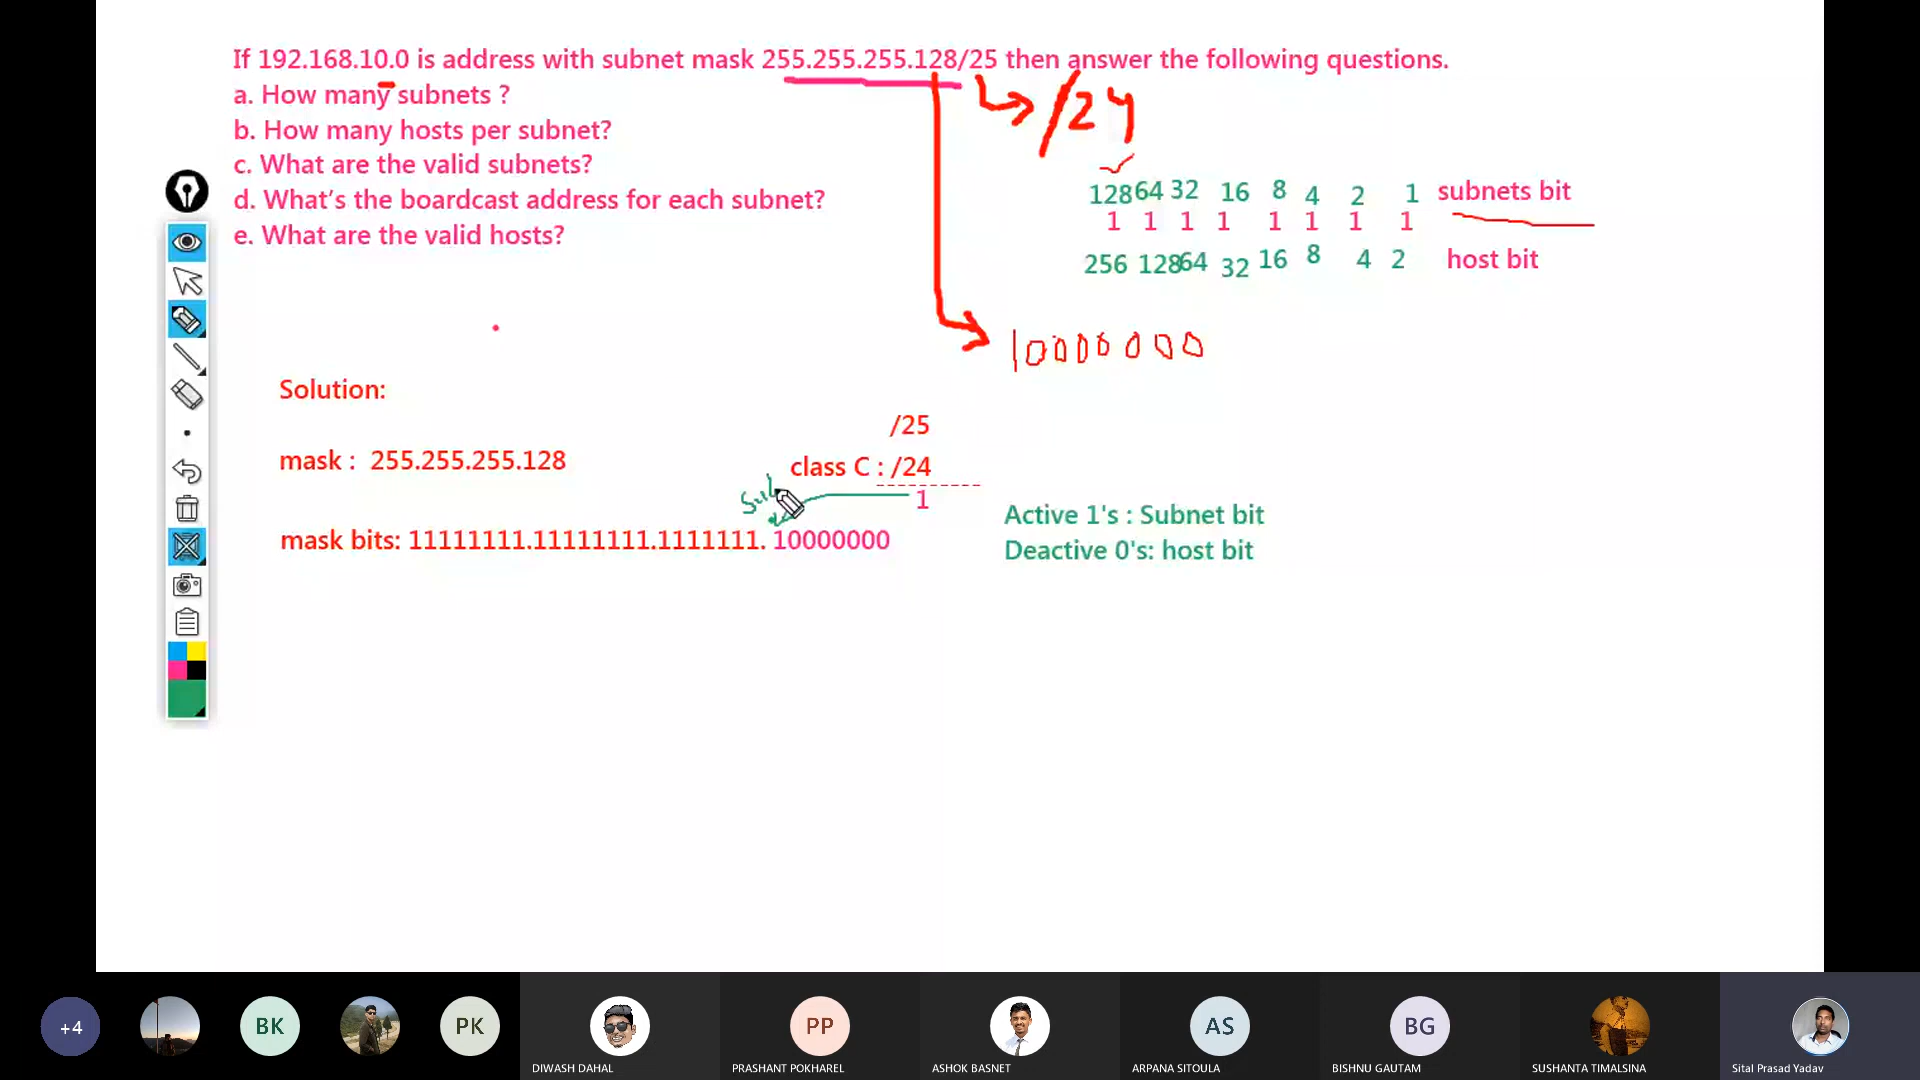 If 192.168.10.0 is address with subnet mask 255.255.255.128/25 then answer the following questions.
a. How many subnets ?
b. How many hosts per subnet?
c. What are the valid subnets?
d. What's the boardcast address for each subnet?
e. What are the valid hosts?
/24
128 64 32 16 8 4 2 1 subnets bit
1 1 1 1 1 1 1 1
256 128 64 32 16 8 4 2 host bit
10000000
Solution:
/25
mask : 255.255.255.128
class C : /24
1
Sub
mask bits: 11111111.11111111.1111111. 10000000
Active 1's : Subnet bit
Deactive 0's: host bit
+4
BK
PK
PP
AS
BG
DIWASH DAHAL
PRASHANT POKHAREL
ASHOK BASNET
ARPANA SITOULA
BISHNU GAUTAM
SUSHANTA TIMALSINA
Sital Prasad Yadav